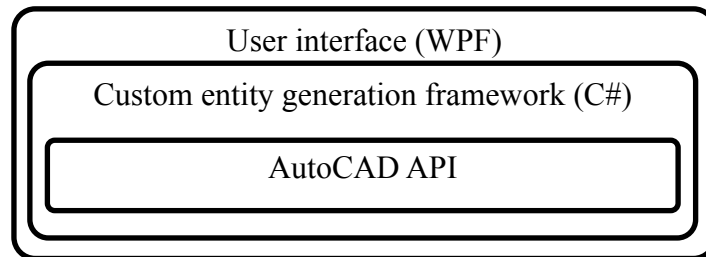 User interface (WPF)
Custom entity generation framework (C#)
AutoCAD API